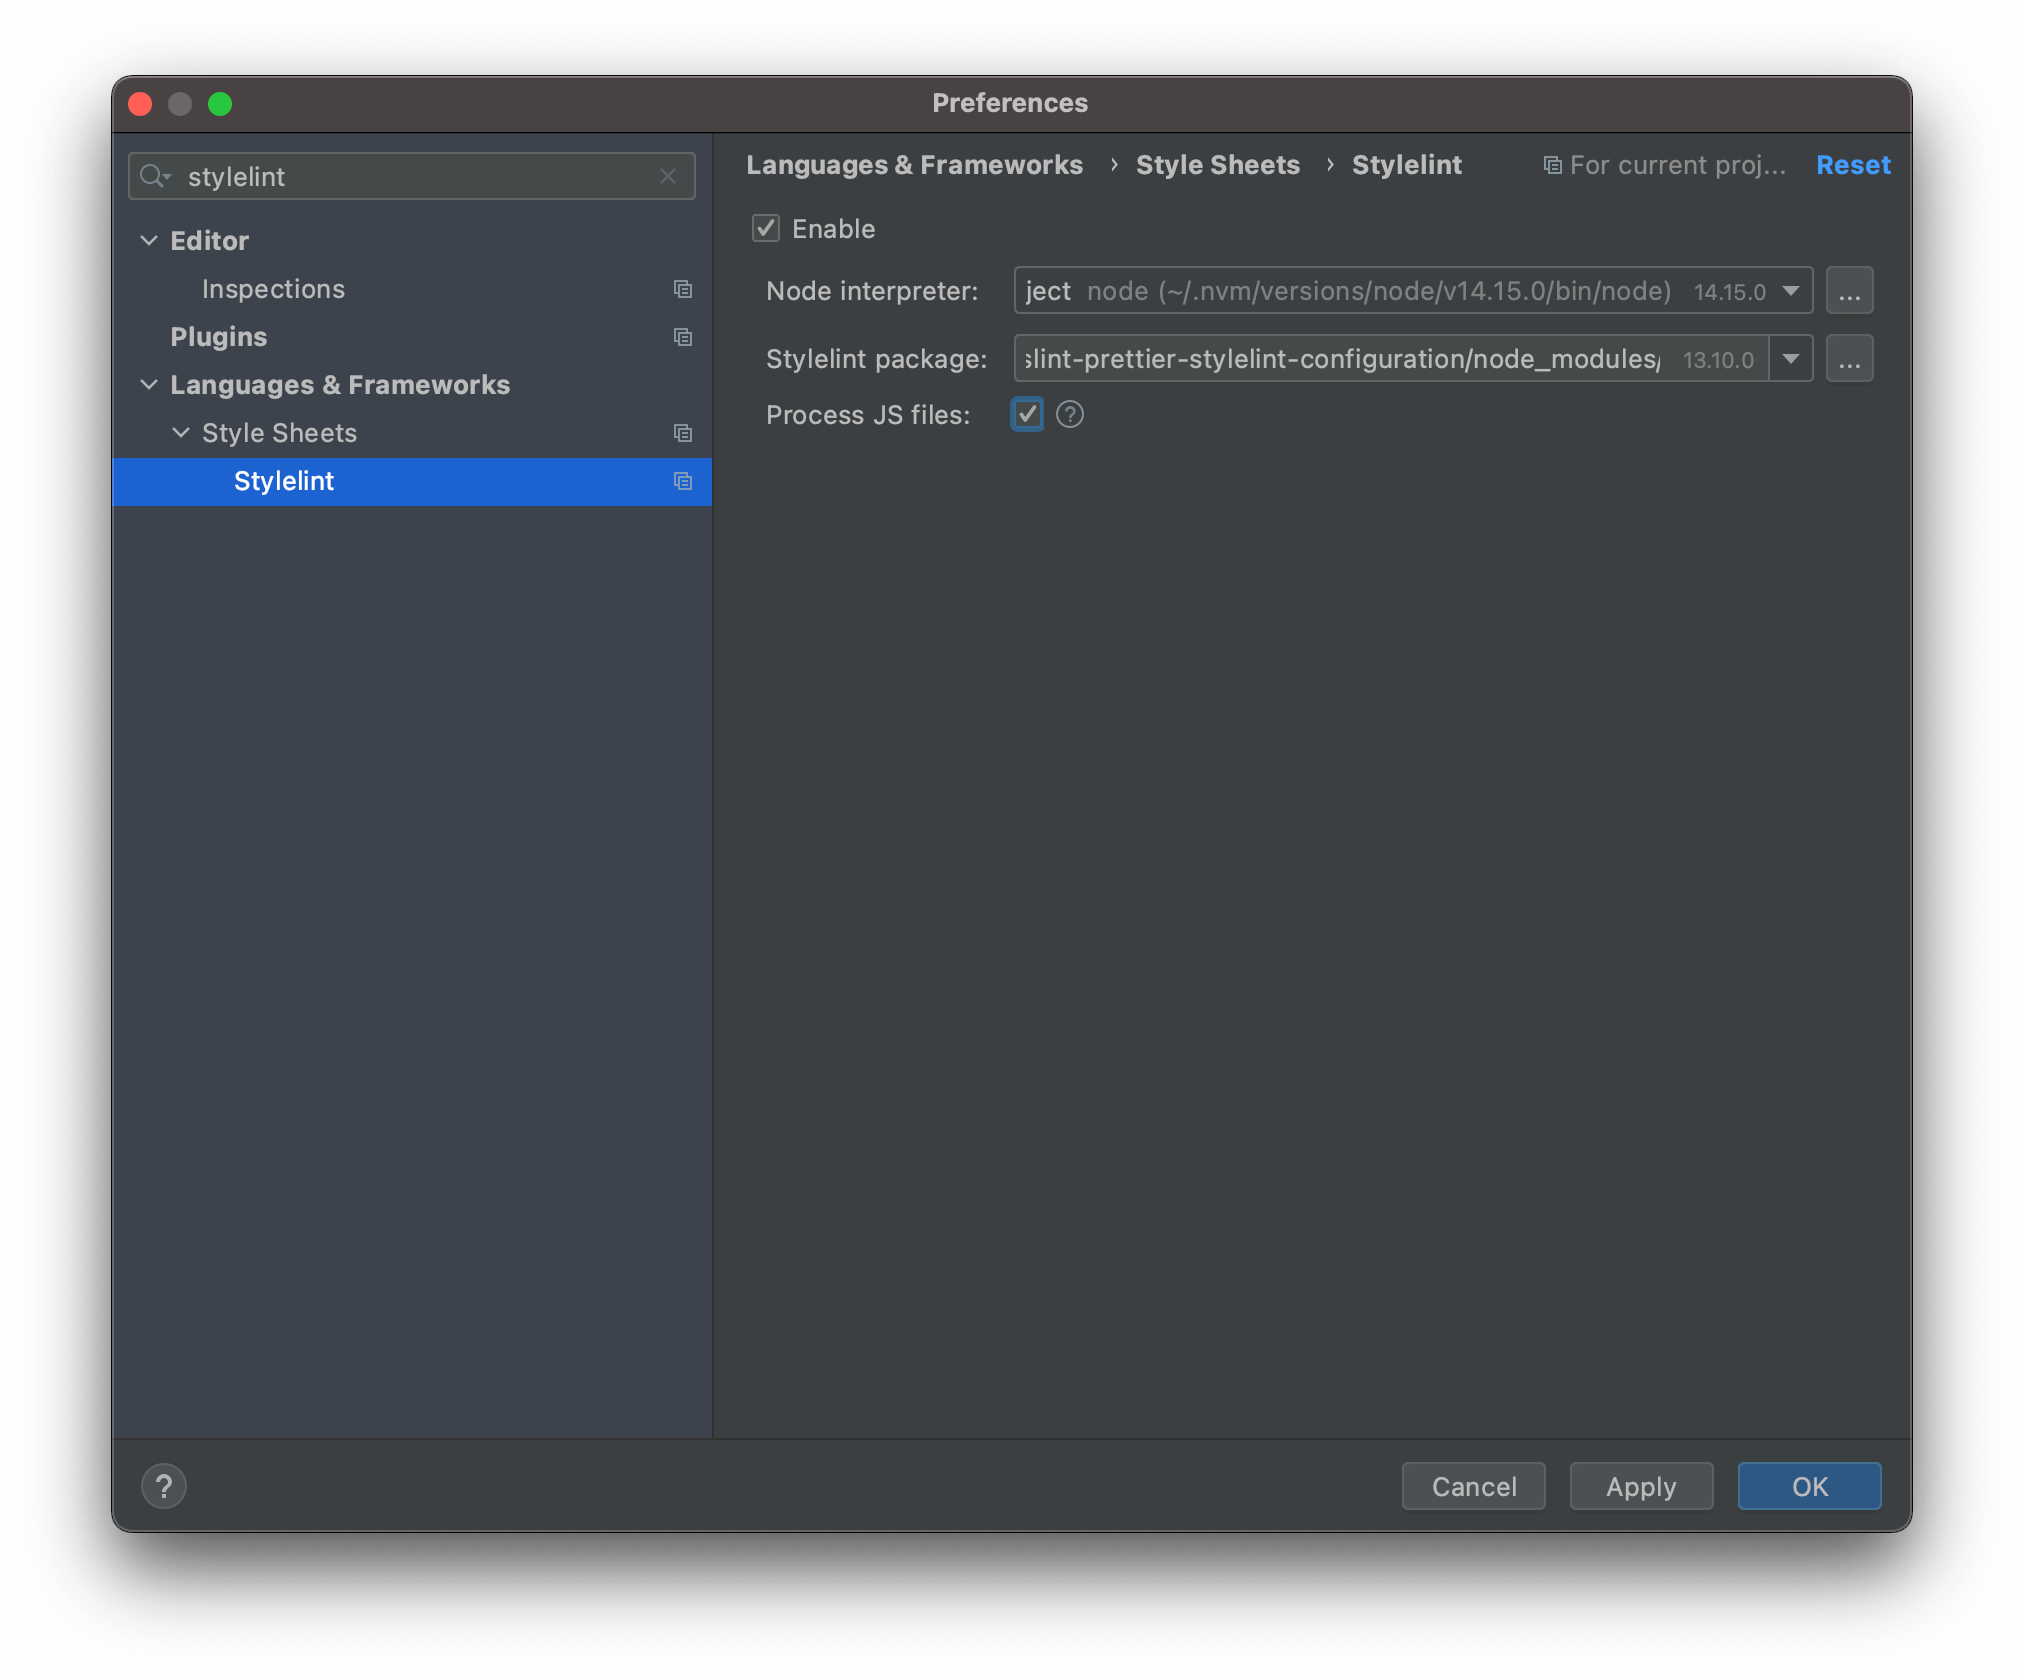 Preferences
stylelint
Editor
Inspections
Plugins
Languages & Frameworks
Style Sheets
Stylelint
Languages & Frameworks › Style Sheets › Stylelint For current proj... Reset
Enable
Node interpreter: ject node (~/.nvm/versions/node/v14.15.0/bin/node) 14.15.0 ...
Stylelint package: slint-prettier-stylelint-configuration/node_modules/ 13.10.0 ...
Process JS files: ?
? Cancel Apply OK